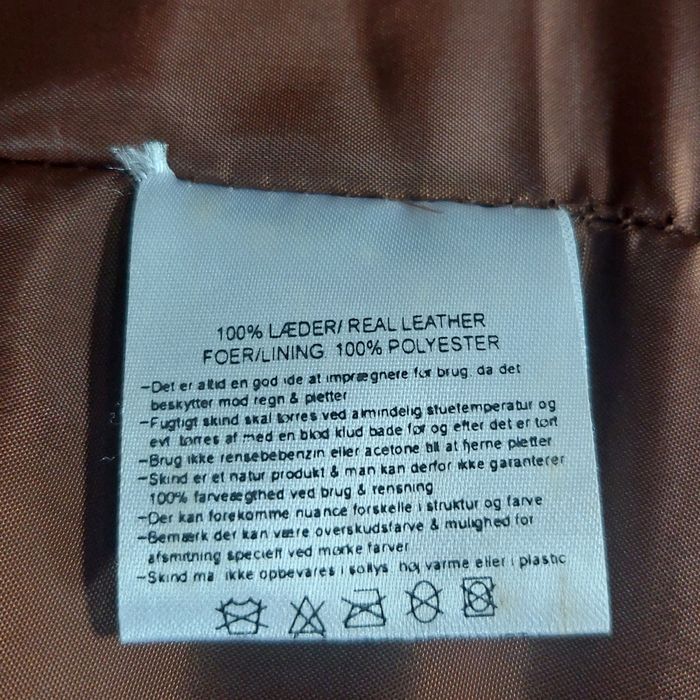 100% LÆDER/ REAL LEATHER
FOER/LINING 100% POLYESTER
-Det er altid en god ide at imprægnere før brug, da det
beskytter mod regn & pletter
-Fugtigt skind skal tørres ved almindelig stuetemperatur og
evt tørres af med en blød klud både før og efter det er tørt
-Brug ikke rensebebenzin eller acetone til at fjerne pletter
-Skind er et natur produkt & man kan derfor ikke garanterer
100% farveægthed ved brug & rensning
-Der kan forekomme nuance forskelle i struktur og farve
-Bemærk der kan være overskudsfarve & mulighed for
afsmitning specielt ved mørke farver
-Skind må ikke opbevares i sollys, høj varme eller i plastic